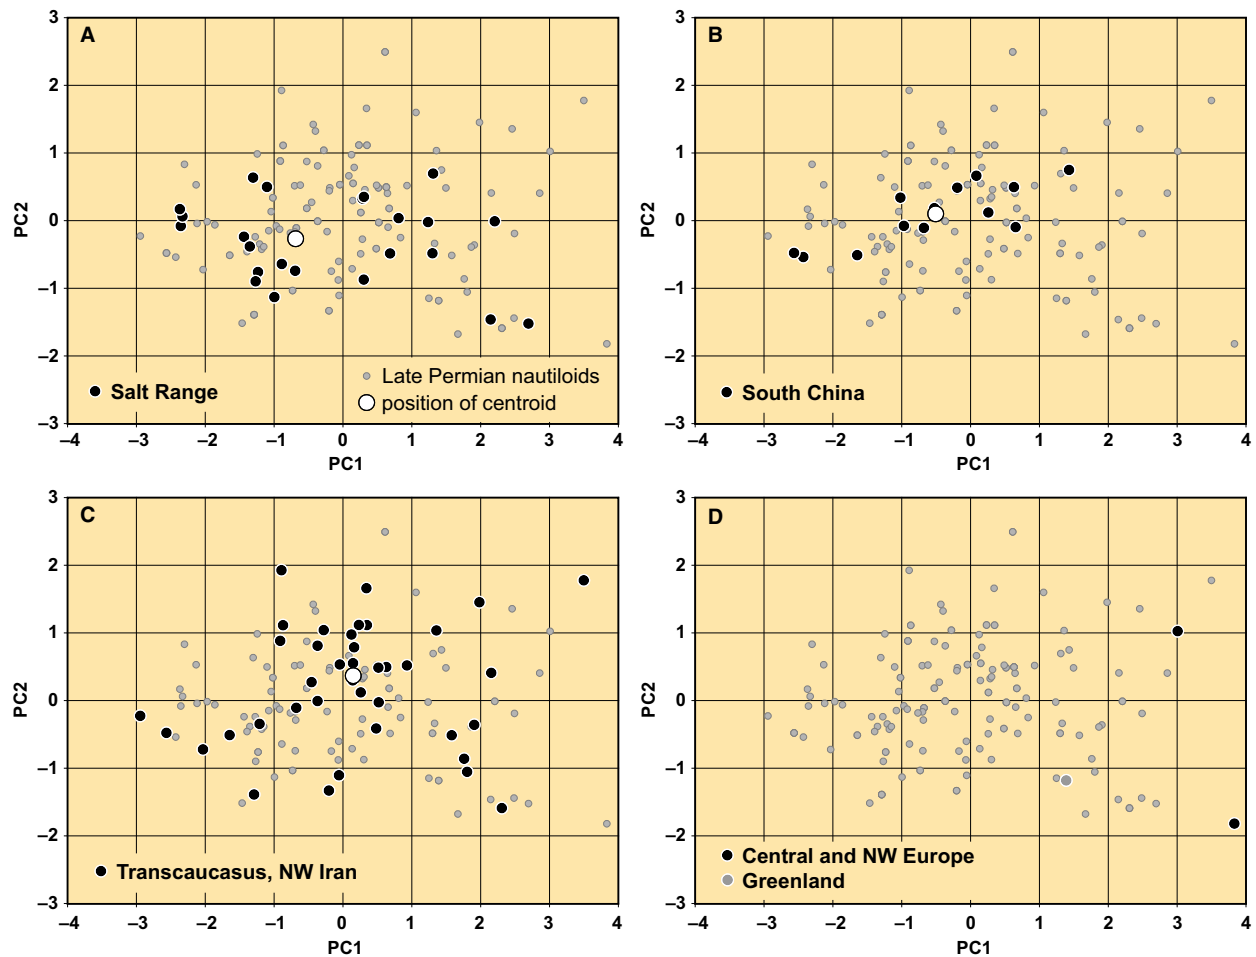 A
3
2
1
0
–1
–2
–3
PC2
Salt Range
Late Permian nautiloids
position of centroid
–4 –3 –2 –1 0 1 2 3 4
PC1
B
3
2
1
0
–1
–2
–3
PC2
South China
–4 –3 –2 –1 0 1 2 3 4
PC1
C
3
2
1
0
–1
–2
–3
PC2
Transcaucasus, NW Iran
–4 –3 –2 –1 0 1 2 3 4
PC1
D
3
2
1
0
–1
–2
–3
PC2
Central and NW Europe
Greenland
–4 –3 –2 –1 0 1 2 3 4
PC1